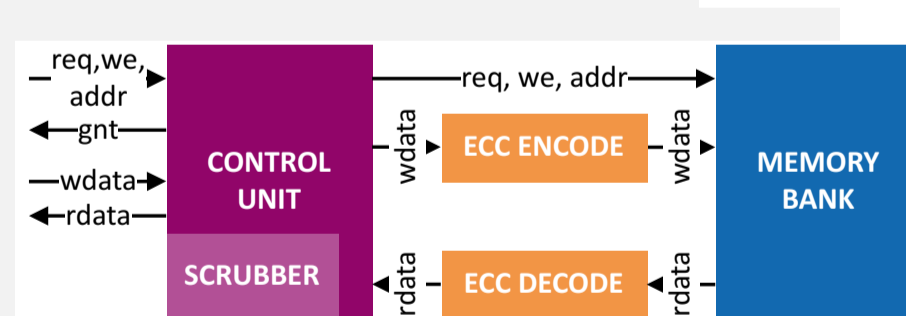 req,we,
addr
gnt
wdata
rdata
CONTROL
UNIT
SCRUBBER
req, we, addr
wdata
ECC ENCODE
wdata
rdata
ECC DECODE
rdata
MEMORY
BANK